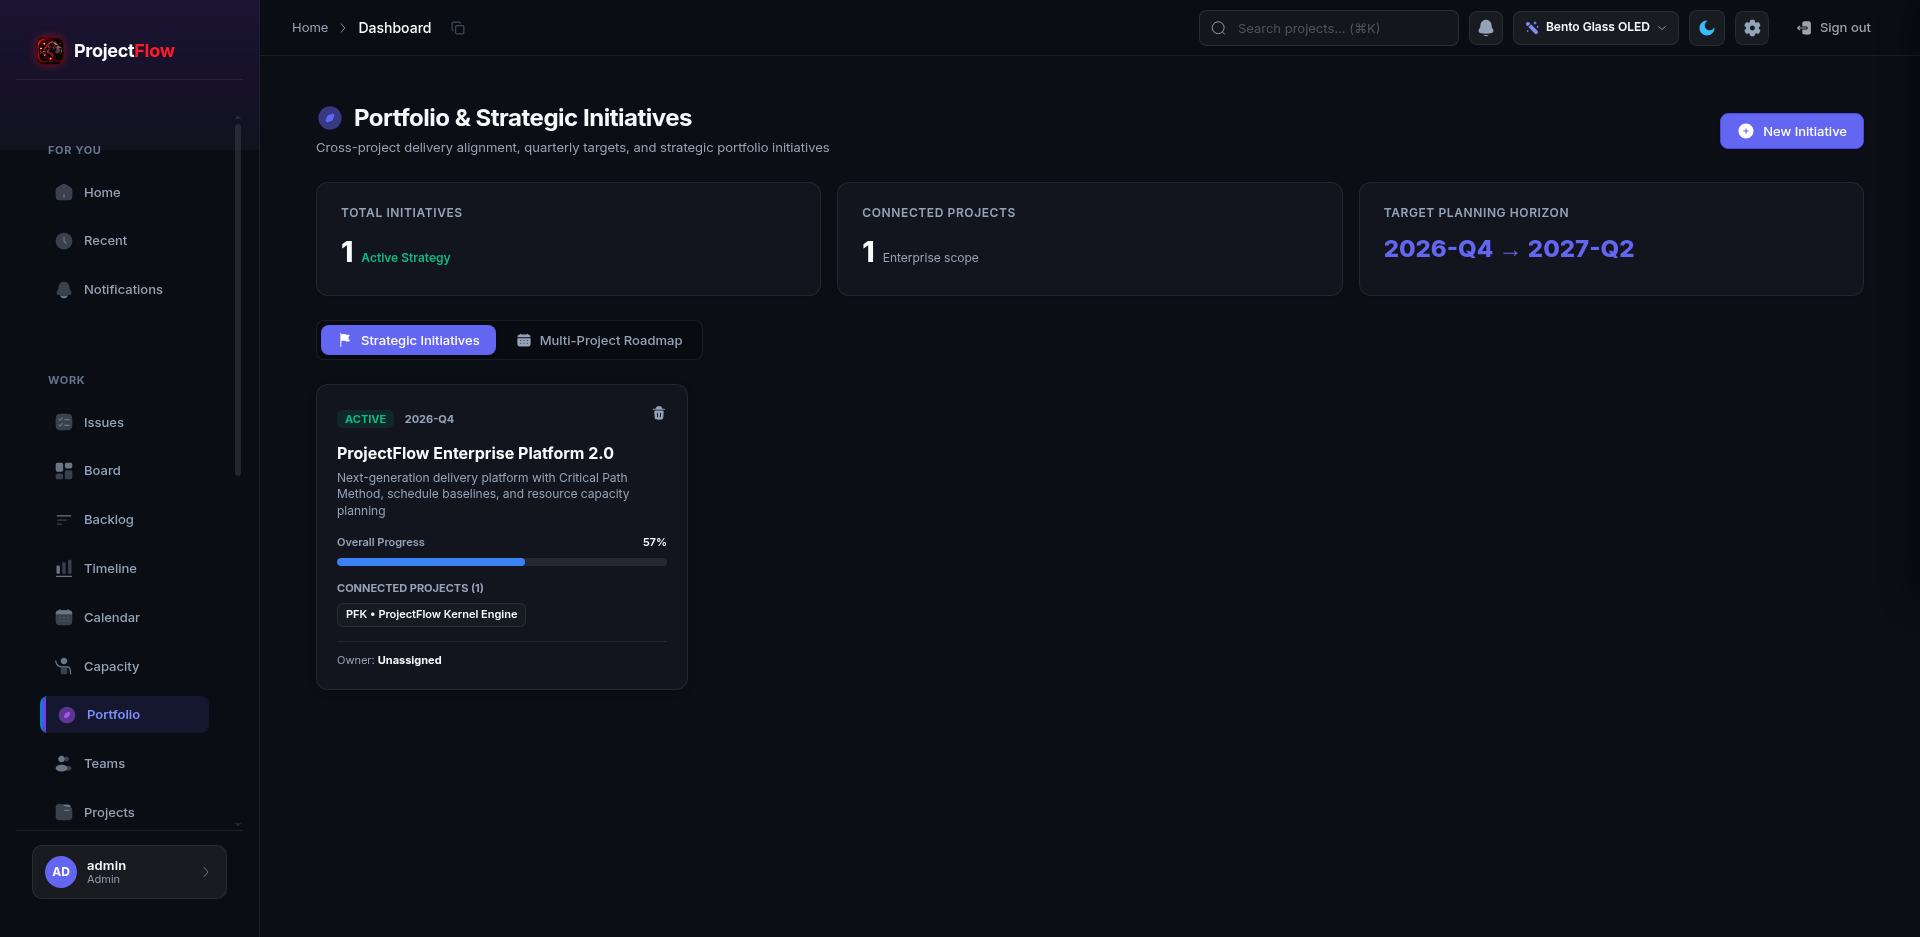 ProjectFlow
FOR YOU
Home
Recent
Notifications
WORK
Issues
Board
Backlog
Timeline
Calendar
Capacity
Portfolio
Teams
Projects
AD
admin
Admin
Home > Dashboard
Search projects... (⌘K)
Bento Glass OLED
Sign out
Portfolio & Strategic Initiatives
Cross-project delivery alignment, quarterly targets, and strategic portfolio initiatives
New Initiative
TOTAL INITIATIVES
1 Active Strategy
CONNECTED PROJECTS
1 Enterprise scope
TARGET PLANNING HORIZON
2026-Q4 → 2027-Q2
Strategic Initiatives
Multi-Project Roadmap
ACTIVE 2026-Q4
ProjectFlow Enterprise Platform 2.0
Next-generation delivery platform with Critical Path
Method, schedule baselines, and resource capacity
planning
Overall Progress 57%
CONNECTED PROJECTS (1)
PFK • ProjectFlow Kernel Engine
Owner: Unassigned